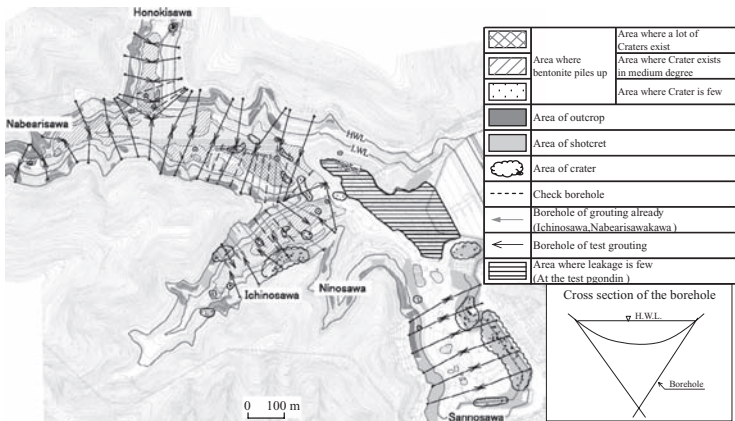 Honokisawa
Nabearisawa
HWL
LWL
Ichinosawa
Ninosawa
Sannosawa
0 100 m
Area where
bentonite piles up
Area where a lot of
Craters exist
Area where Crater exists
in medium degree
Area where Crater is few
Area of outcrop
Area of shotcret
Area of crater
Check borehole
Borehole of grouting already
(Ichinosawa,Nabearisawakawa)
Borehole of test grouting
Area where leakage is few
(At the test pgondin )
Cross section of the borehole
H.W.L.
Borehole